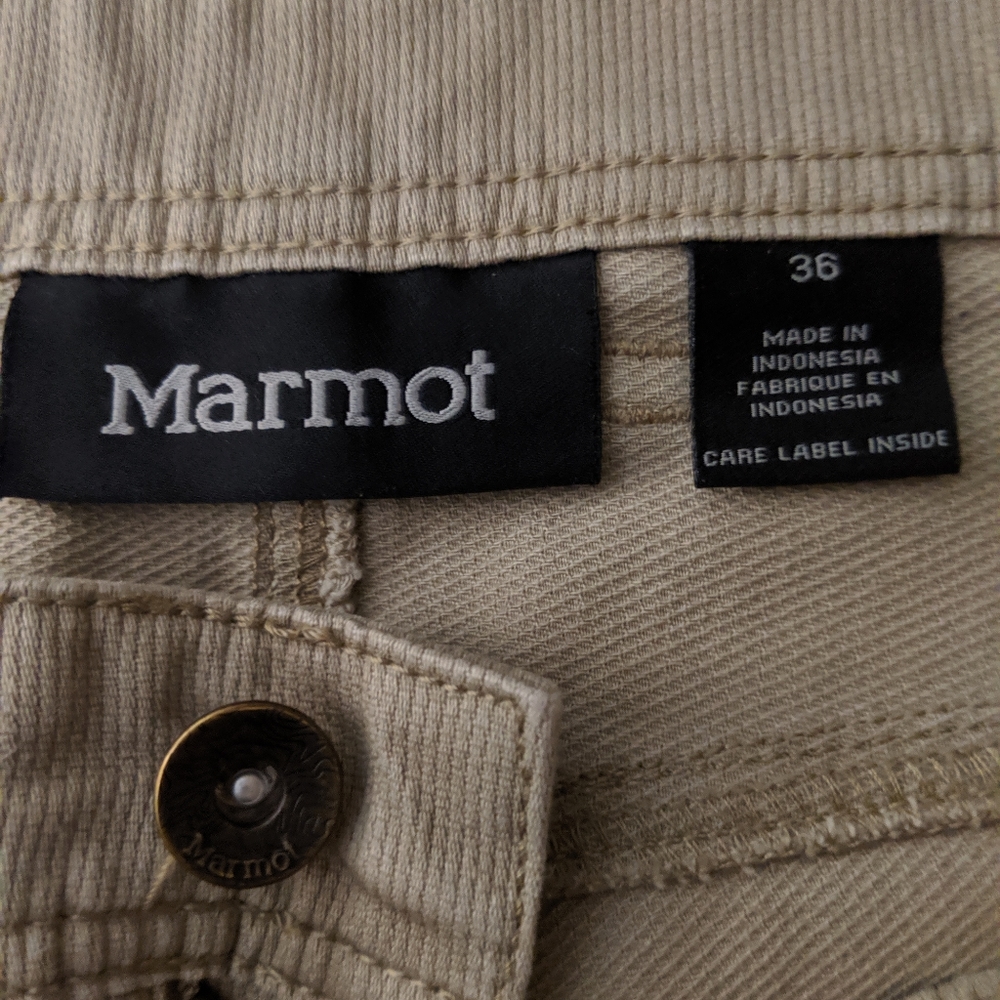 Marmot
36
MADE IN
INDONESIA
FABRIQUE EN
INDONESIA
CARE LABEL INSIDE
Marmot